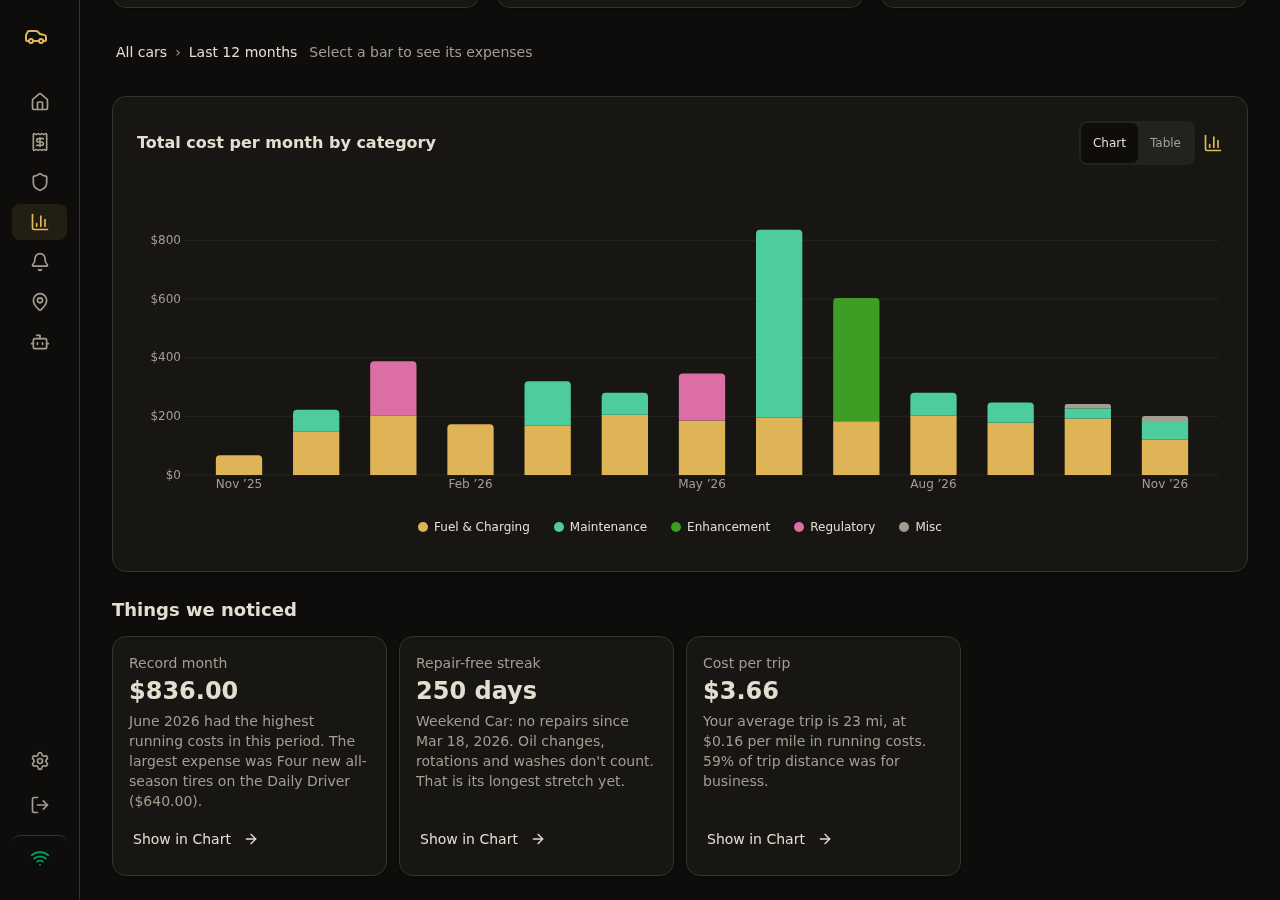 All cars › Last 12 months Select a bar to see its expenses
Total cost per month by category
Chart Table
$800
$600
$400
$200
$0
Nov ’25 Feb ’26 May ’26 Aug ’26 Nov ’26
Fuel & Charging Maintenance Enhancement Regulatory Misc
Things we noticed
Record month
$836.00
June 2026 had the highest
running costs in this period. The
largest expense was Four new all-
season tires on the Daily Driver
($640.00).
Show in Chart
Repair-free streak
250 days
Weekend Car: no repairs since
Mar 18, 2026. Oil changes,
rotations and washes don't count.
That is its longest stretch yet.
Show in Chart
Cost per trip
$3.66
Your average trip is 23 mi, at
$0.16 per mile in running costs.
59% of trip distance was for
business.
Show in Chart